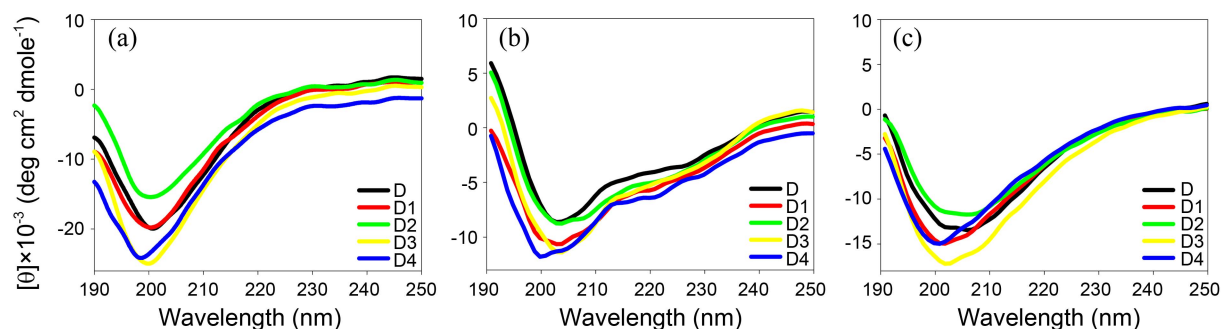 [θ]×10⁻³ (deg cm² dmole⁻¹)
(a)
10
0
-10
-20
D
D1
D2
D3
D4
190 200 210 220 230 240 250
Wavelength (nm)
(b)
10
5
0
-5
-10
D
D1
D2
D3
D4
190 200 210 220 230 240 250
Wavelength (nm)
(c)
10
5
0
-5
-10
-15
D
D1
D2
D3
D4
190 200 210 220 230 240 250
Wavelength (nm)